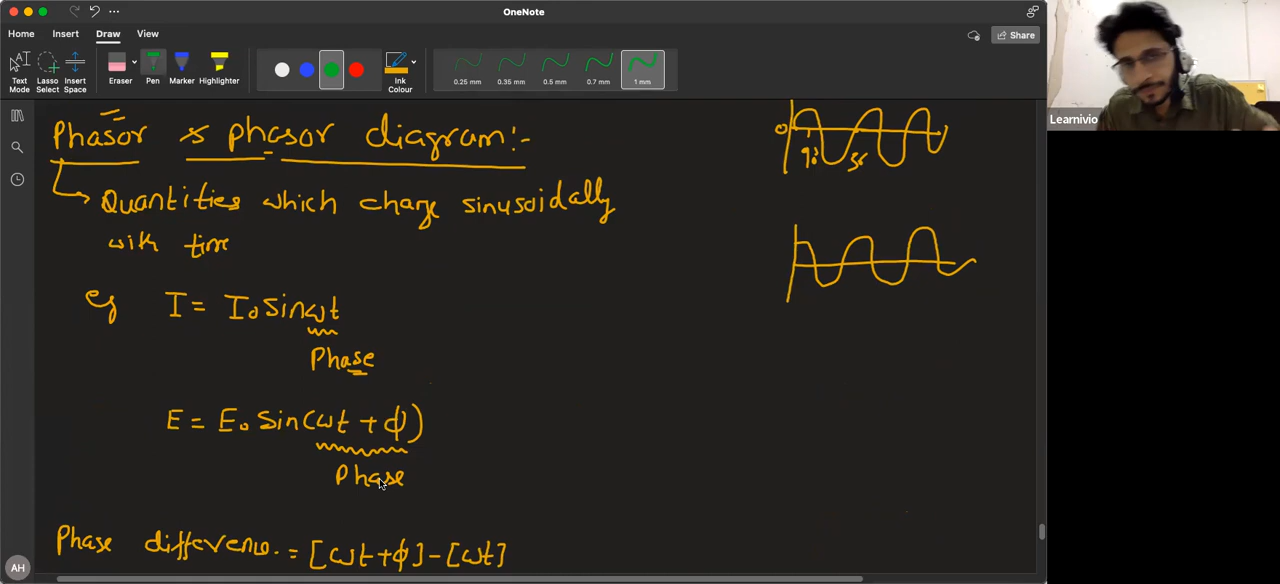 OneNote
Home Insert Draw View
Share
Text Mode
Lasso Select
Insert Space
Eraser
Pen
Marker
Highlighter
Ink Colour
0.25 mm
0.35 mm
0.5 mm
0.7 mm
1 mm
Learnivio
Phasor & phasor diagram:-
Quantities which change sinusoidally
with time
eg I = I₀ sin ωt
Phase
E = E₀ sin(ωt + φ)
Phase
Phase difference. = [ωt+φ] - [ωt]
0
AH